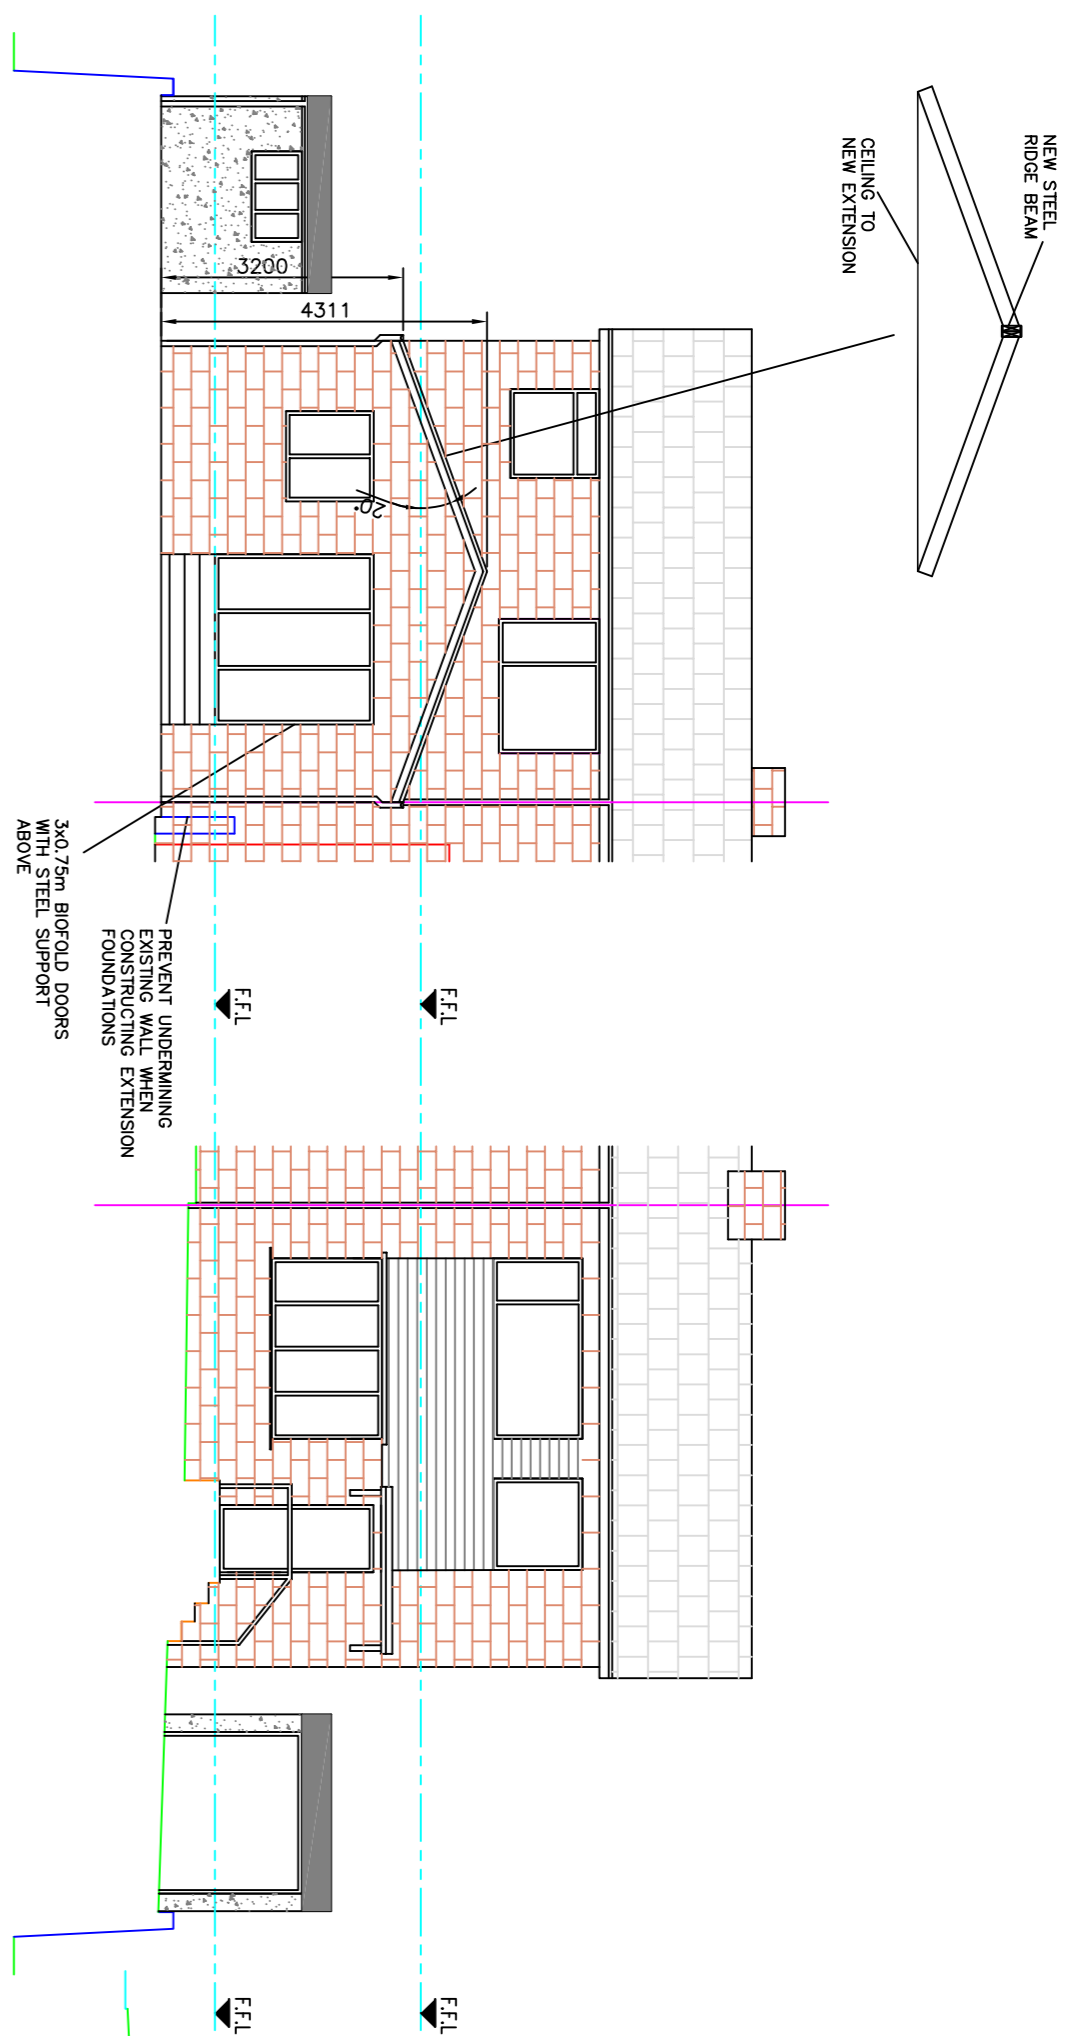 NEW STEEL
RIDGE BEAM
CEILING TO
NEW EXTENSION
3200
4311
20°
F.F.L
F.F.L
F.F.L
F.F.L
PREVENT UNDERMINING
EXISTING WALL WHEN
CONSTRUCTING EXTENSION
FOUNDATIONS
3x0.75m BIOFOLD DOORS
WITH STEEL SUPPORT
ABOVE